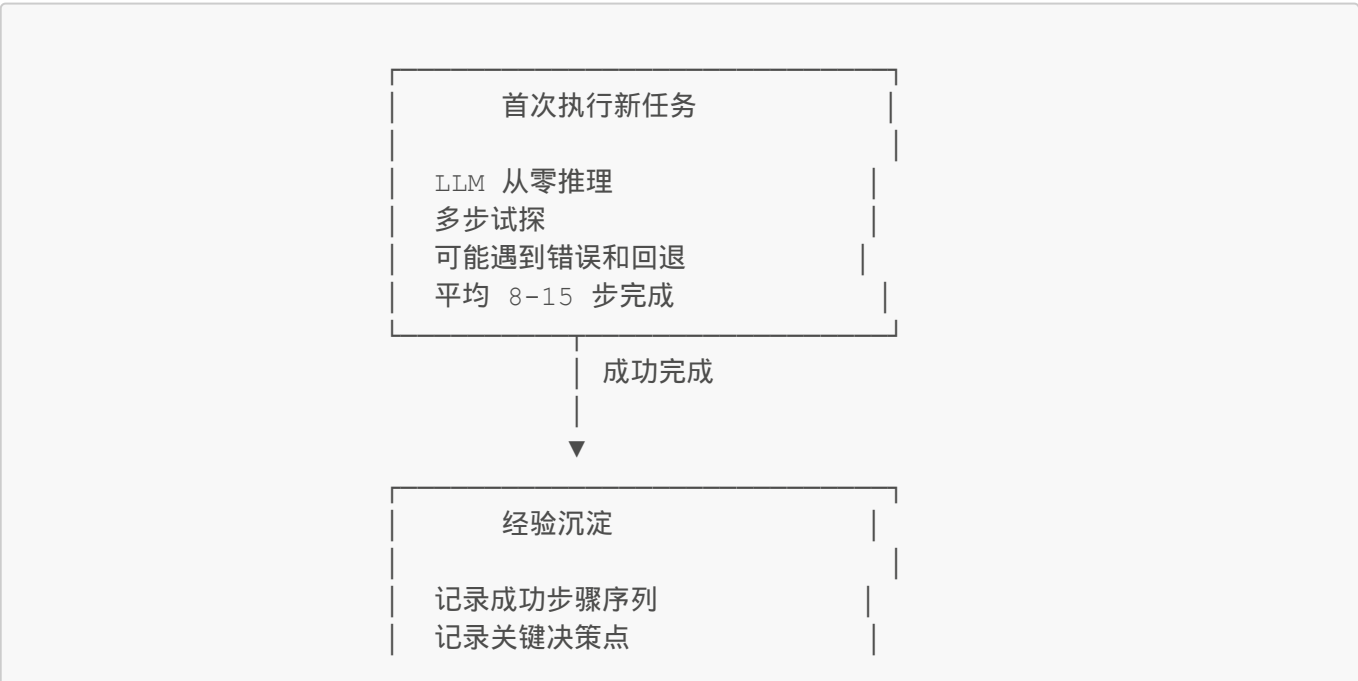 首次执行新任务
LLM 从零推理
多步试探
可能遇到错误和回退
平均 8-15 步完成
成功完成
经验沉淀
记录成功步骤序列
记录关键决策点